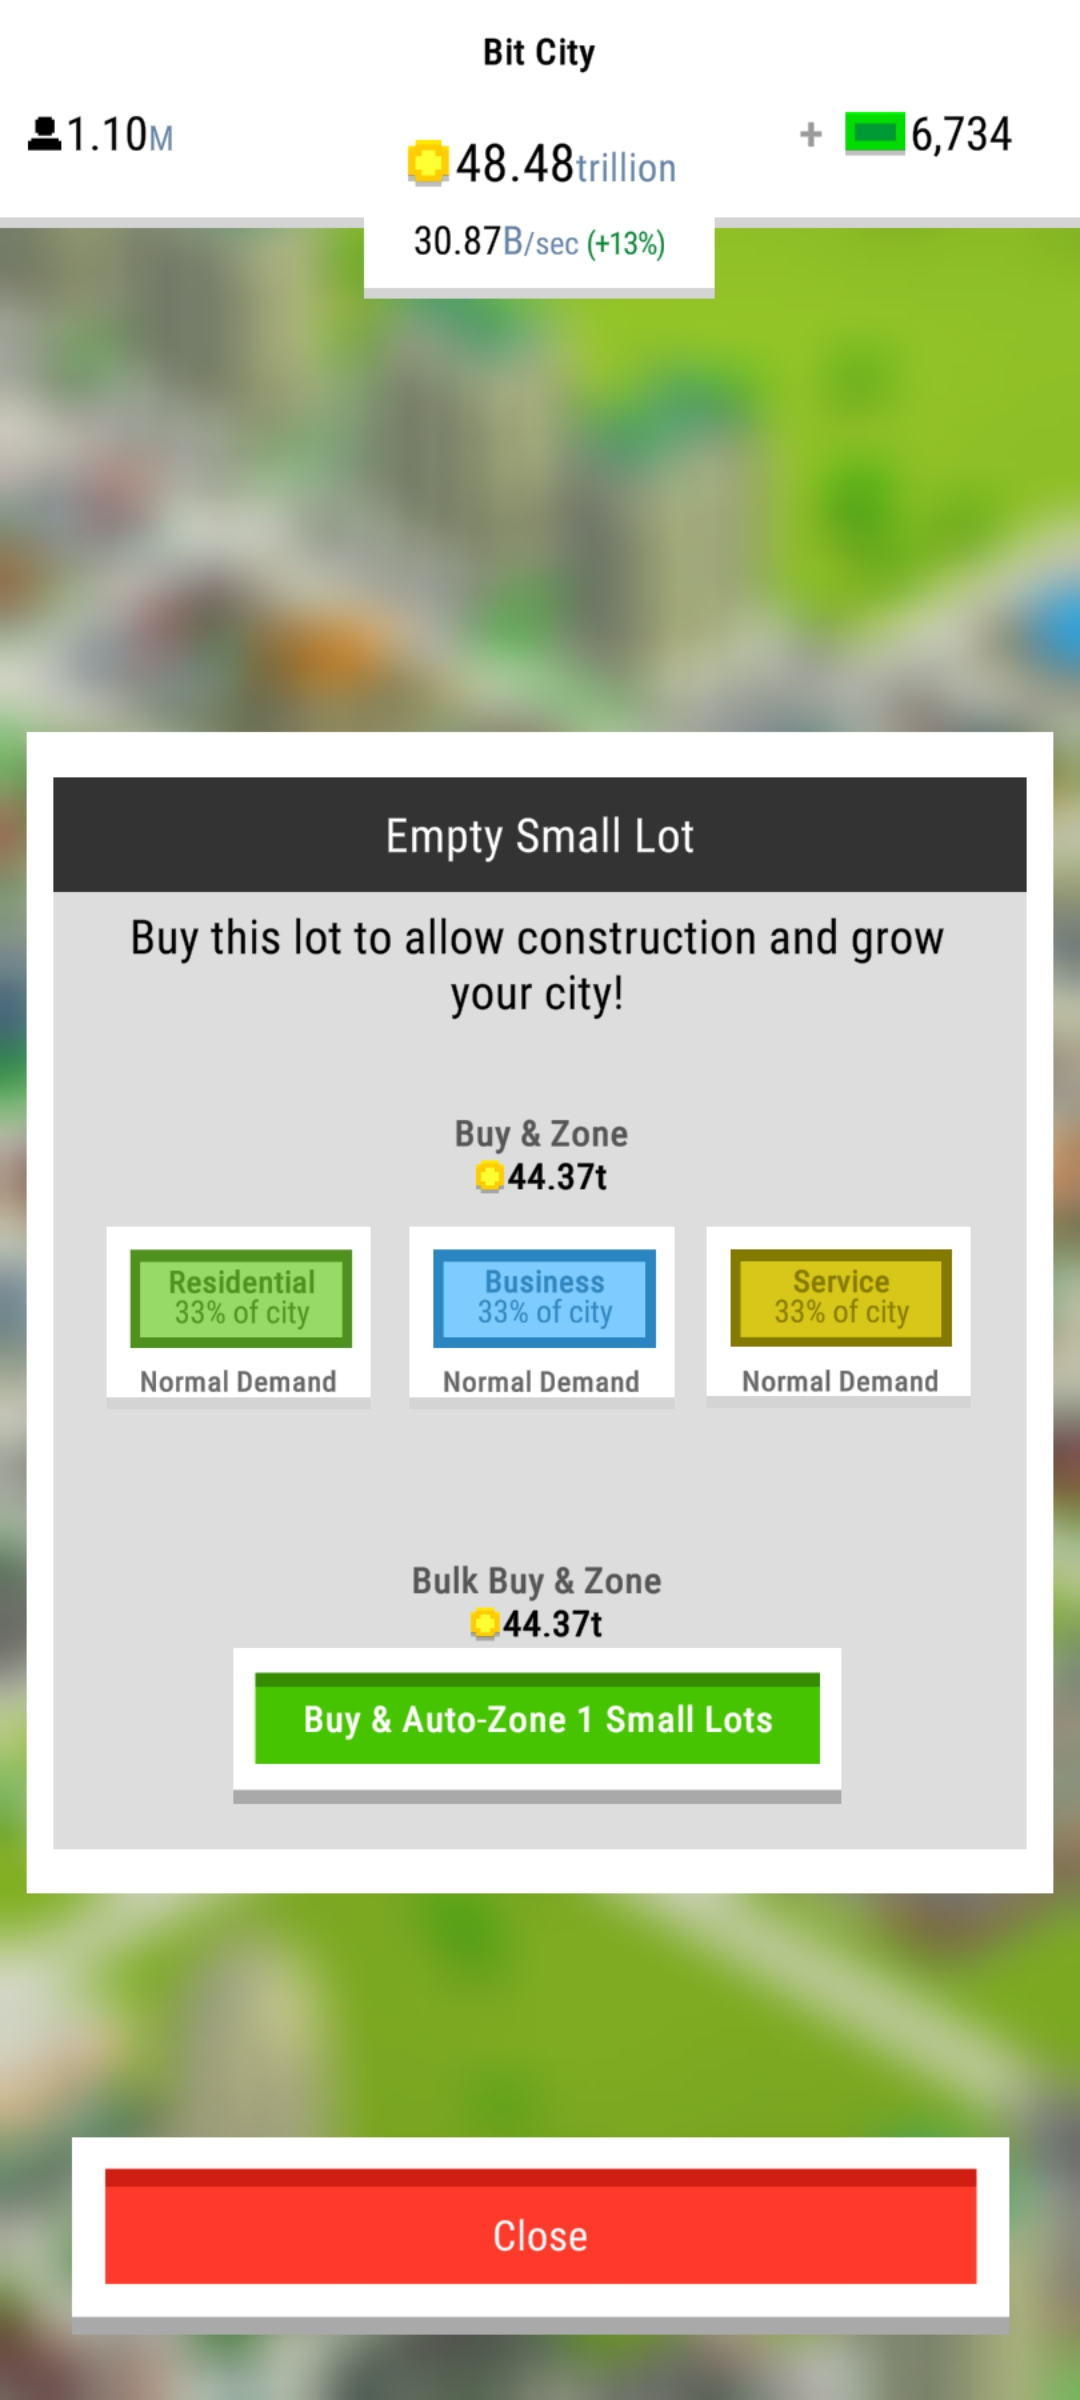 Bit City
1.10M
48.48trillion
+ 6,734
30.87B/sec (+13%)
Empty Small Lot
Buy this lot to allow construction and grow
your city!
Buy & Zone
44.37t
Residential
33% of city
Normal Demand
Business
33% of city
Normal Demand
Service
33% of city
Normal Demand
Bulk Buy & Zone
44.37t
Buy & Auto-Zone 1 Small Lots
Close